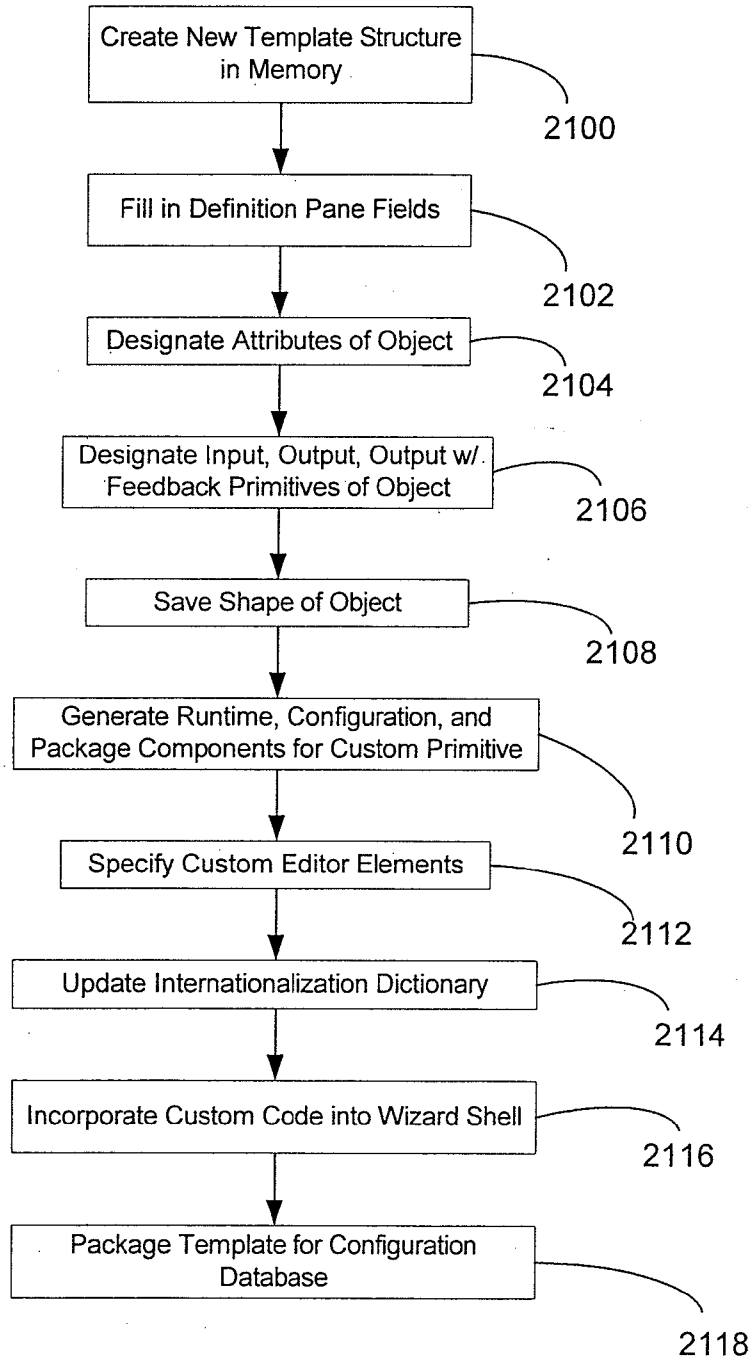 Create New Template Structure
in Memory
2100
Fill in Definition Pane Fields
2102
Designate Attributes of Object
2104
Designate Input, Output, Output w/
Feedback Primitives of Object
2106
Save Shape of Object
2108
Generate Runtime, Configuration, and
Package Components for Custom Primitive
2110
Specify Custom Editor Elements
2112
Update Internationalization Dictionary
2114
Incorporate Custom Code into Wizard Shell
2116
Package Template for Configuration
Database
2118